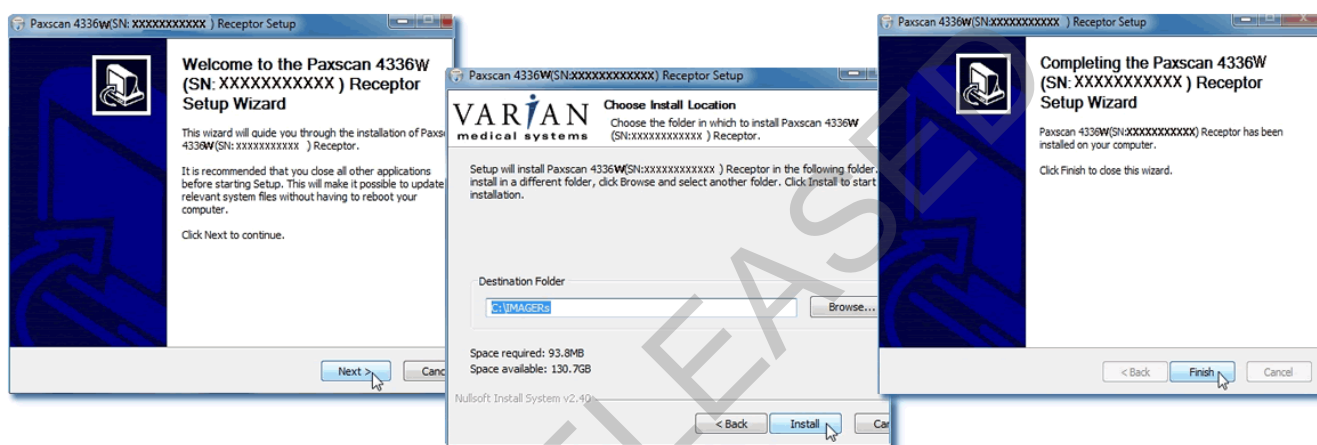 Paxscan 4336W(SN: XXXXXXXXXXX ) Receptor Setup
Welcome to the Paxscan 4336W
(SN: XXXXXXXXXXX ) Receptor
Setup Wizard
This wizard will guide you through the installation of Paxsc
4336W(SN: xxxxxxxxxxx ) Receptor.
It is recommended that you close all other applications
before starting Setup. This will make it possible to update
relevant system files without having to reboot your
computer.
Click Next to continue.
Next >
Canc
Paxscan 4336W(SN:XXXXXXXXXXXX) Receptor Setup
VARIAN
medical systems
Choose Install Location
Choose the folder in which to install Paxscan 4336W
(SN:xxxxxxxxxxxx ) Receptor.
Setup will install Paxscan 4336W(SN:xxxxxxxxxxxx ) Receptor in the following folder.
install in a different folder, click Browse and select another folder. Click Install to start
installation.
Destination Folder
C:\IMAGERs
Browse...
Space required: 93.8MB
Space available: 130.7GB
Nullsoft Install System v2.40
< Back
Install
Car
Paxscan 4336W(SN:XXXXXXXXXXX ) Receptor Setup
Completing the Paxscan 4336W
(SN: XXXXXXXXXXX ) Receptor
Setup Wizard
Paxscan 4336W(SN:XXXXXXXXXXX) Receptor has been
installed on your computer.
Click Finish to close this wizard.
< Back
Finish
Cancel
LEASED